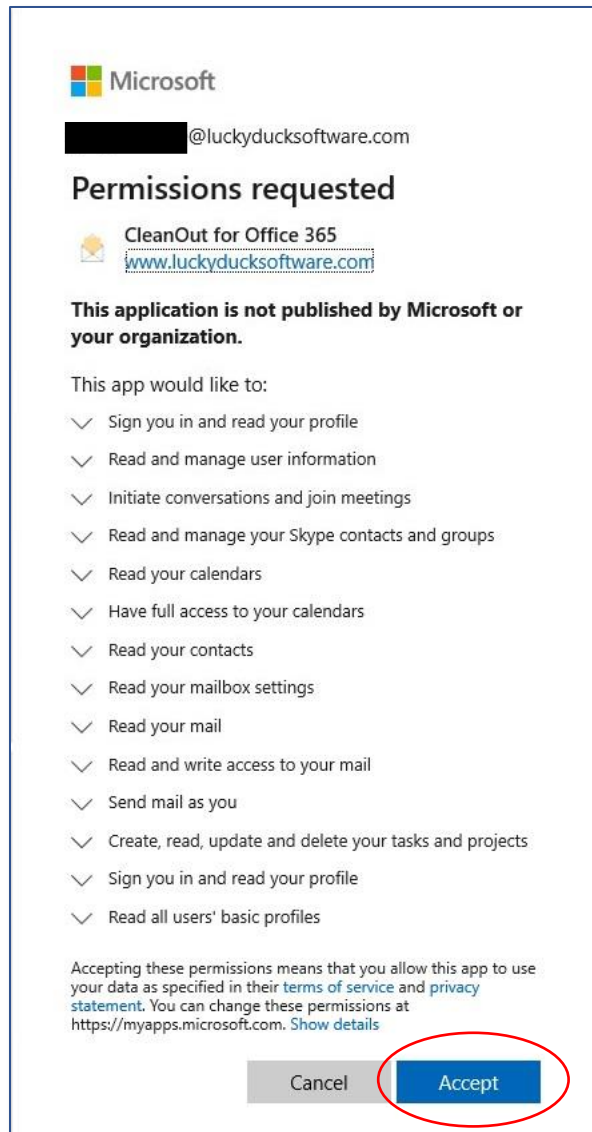 Microsoft
@luckyducksoftware.com
Permissions requested
CleanOut for Office 365
www.luckyducksoftware.com
This application is not published by Microsoft or
your organization.
This app would like to:
Sign you in and read your profile
Read and manage user information
Initiate conversations and join meetings
Read and manage your Skype contacts and groups
Read your calendars
Have full access to your calendars
Read your contacts
Read your mailbox settings
Read your mail
Read and write access to your mail
Send mail as you
Create, read, update and delete your tasks and projects
Sign you in and read your profile
Read all users' basic profiles
Accepting these permissions means that you allow this app to use
your data as specified in their terms of service and privacy
statement. You can change these permissions at
https://myapps.microsoft.com. Show details
Cancel Accept